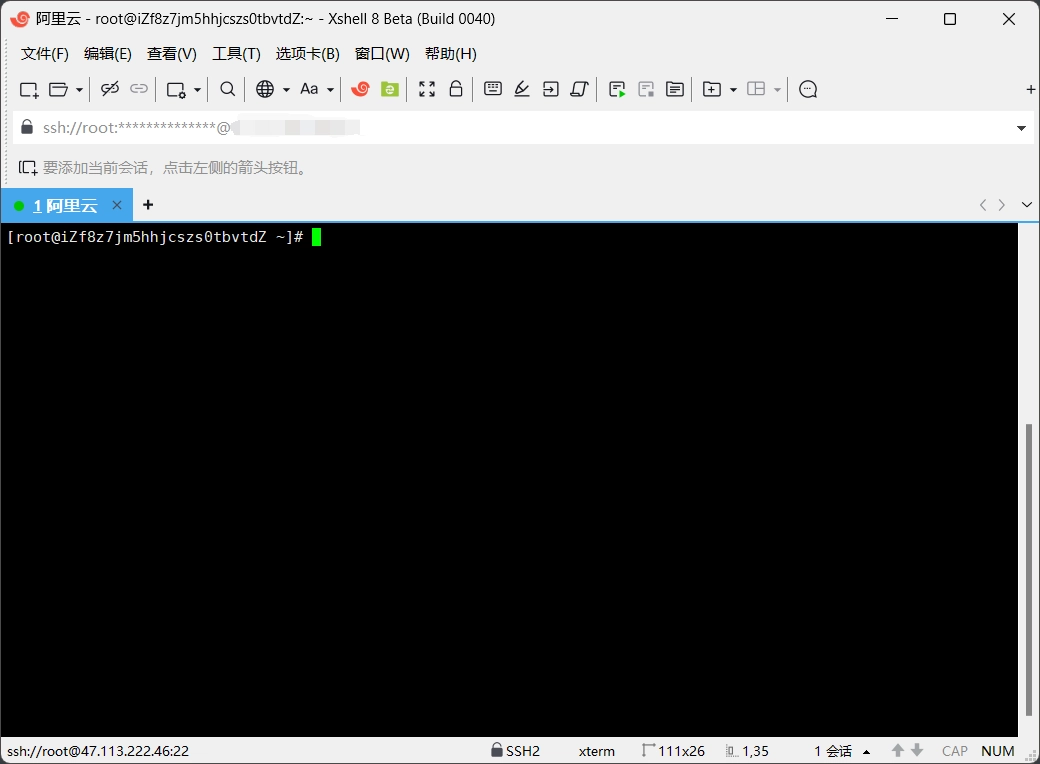 阿里云 - root@iZf8z7jm5hhjcszs0tbvtdZ:~ - Xshell 8 Beta (Build 0040)
文件(F) 编辑(E) 查看(V) 工具(T) 选项卡(B) 窗口(W) 帮助(H)
Aa
ssh://root:**************@
要添加当前会话，点击左侧的箭头按钮。
1 阿里云
[root@iZf8z7jm5hhjcszs0tbvtdZ ~]#
ssh://root@47.113.222.46:22 SSH2 xterm 111x26 1,35 1 会话 CAP NUM